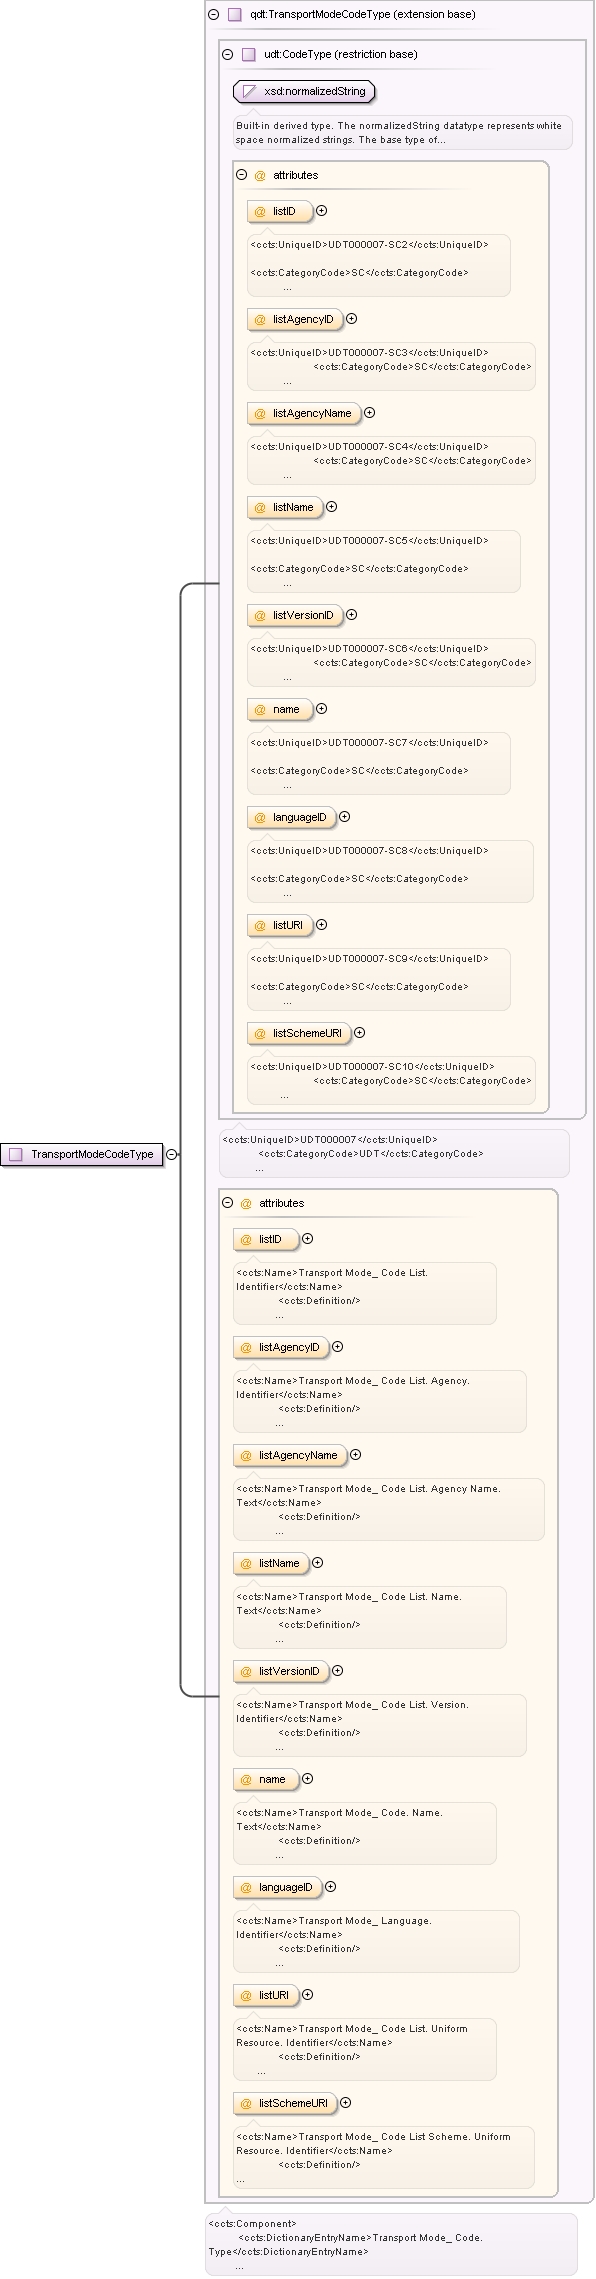 qdt:TransportModeCodeType (extension base)
udt:CodeType (restriction base)
xsd:normalizedString
Built-in derived type. The normalizedString datatype represents white
space normalized strings. The base type of...
@ attributes
@ listID
<ccts:UniqueID>UDT000007-SC2</ccts:UniqueID>
<ccts:CategoryCode>SC</ccts:CategoryCode>
...
@ listAgencyID
<ccts:UniqueID>UDT000007-SC3</ccts:UniqueID>
<ccts:CategoryCode>SC</ccts:CategoryCode>
...
@ listAgencyName
<ccts:UniqueID>UDT000007-SC4</ccts:UniqueID>
<ccts:CategoryCode>SC</ccts:CategoryCode>
...
@ listName
<ccts:UniqueID>UDT000007-SC5</ccts:UniqueID>
<ccts:CategoryCode>SC</ccts:CategoryCode>
...
@ listVersionID
<ccts:UniqueID>UDT000007-SC6</ccts:UniqueID>
<ccts:CategoryCode>SC</ccts:CategoryCode>
...
@ name
<ccts:UniqueID>UDT000007-SC7</ccts:UniqueID>
<ccts:CategoryCode>SC</ccts:CategoryCode>
...
@ languageID
<ccts:UniqueID>UDT000007-SC8</ccts:UniqueID>
<ccts:CategoryCode>SC</ccts:CategoryCode>
...
@ listURI
<ccts:UniqueID>UDT000007-SC9</ccts:UniqueID>
<ccts:CategoryCode>SC</ccts:CategoryCode>
...
@ listSchemeURI
<ccts:UniqueID>UDT000007-SC10</ccts:UniqueID>
<ccts:CategoryCode>SC</ccts:CategoryCode>
...
<ccts:UniqueID>UDT000007</ccts:UniqueID>
<ccts:CategoryCode>UDT</ccts:CategoryCode>
...
TransportModeCodeType
@ attributes
@ listID
<ccts:Name>Transport Mode_ Code List.
Identifier</ccts:Name>
<ccts:Definition/>
...
@ listAgencyID
<ccts:Name>Transport Mode_ Code List. Agency.
Identifier</ccts:Name>
<ccts:Definition/>
...
@ listAgencyName
<ccts:Name>Transport Mode_ Code List. Agency Name.
Text</ccts:Name>
<ccts:Definition/>
...
@ listName
<ccts:Name>Transport Mode_ Code List. Name.
Text</ccts:Name>
<ccts:Definition/>
...
@ listVersionID
<ccts:Name>Transport Mode_ Code List. Version.
Identifier</ccts:Name>
<ccts:Definition/>
...
@ name
<ccts:Name>Transport Mode_ Code. Name.
Text</ccts:Name>
<ccts:Definition/>
...
@ languageID
<ccts:Name>Transport Mode_ Language.
Identifier</ccts:Name>
<ccts:Definition/>
...
@ listURI
<ccts:Name>Transport Mode_ Code List. Uniform
Resource. Identifier</ccts:Name>
<ccts:Definition/>
...
@ listSchemeURI
<ccts:Name>Transport Mode_ Code List Scheme. Uniform
Resource. Identifier</ccts:Name>
<ccts:Definition/>
...
<ccts:Component>
<ccts:DictionaryEntryName>Transport Mode_ Code.
Type</ccts:DictionaryEntryName>
...